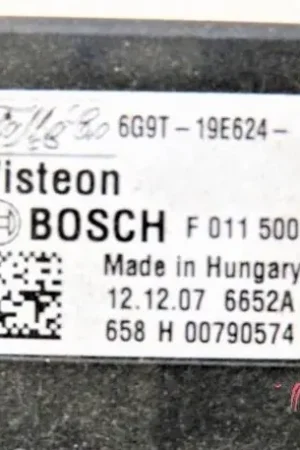 6G9T-19E624-
isteon
BOSCH F 011 500
Made in Hungary
12.12.07 6652A
658 H 00790574